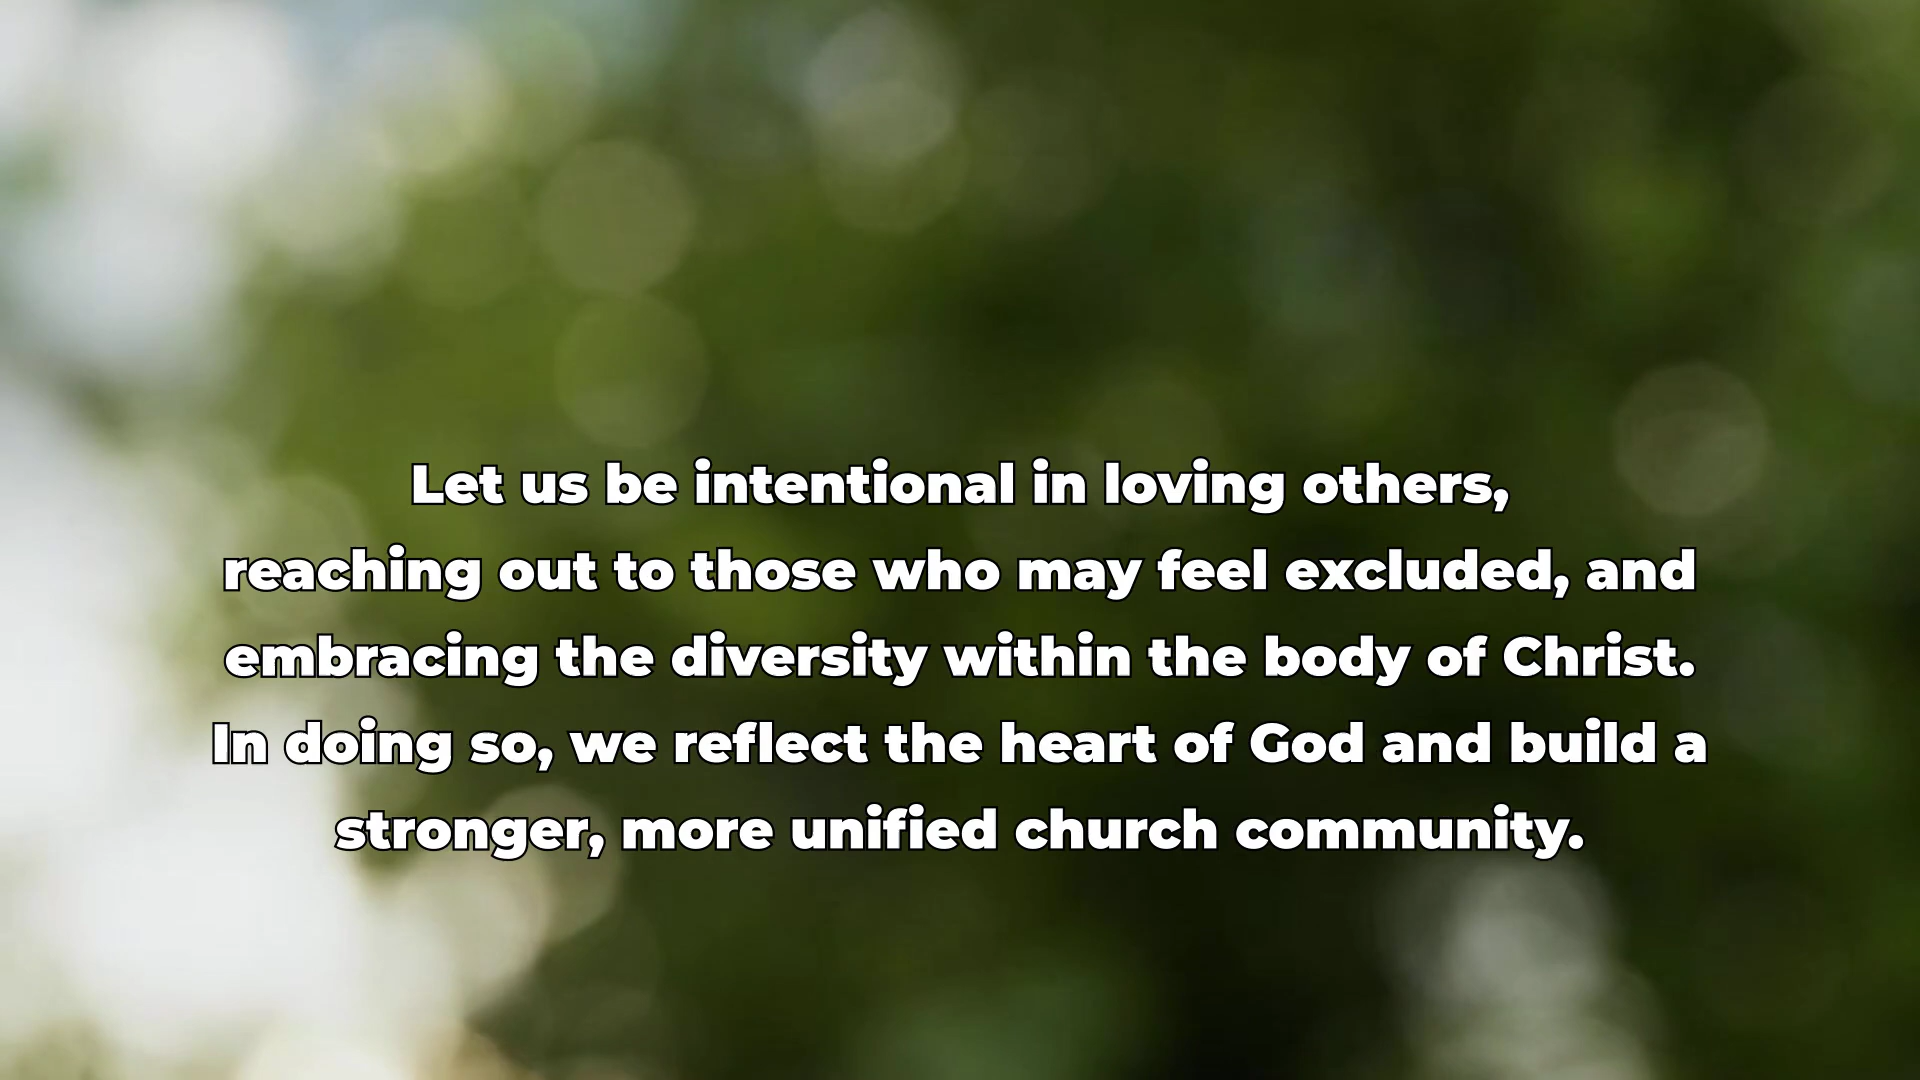 Let us be intentional in loving others,
reaching out to those who may feel excluded, and
embracing the diversity within the body of Christ.
In doing so, we reflect the heart of God and build a
stronger, more unified church community.